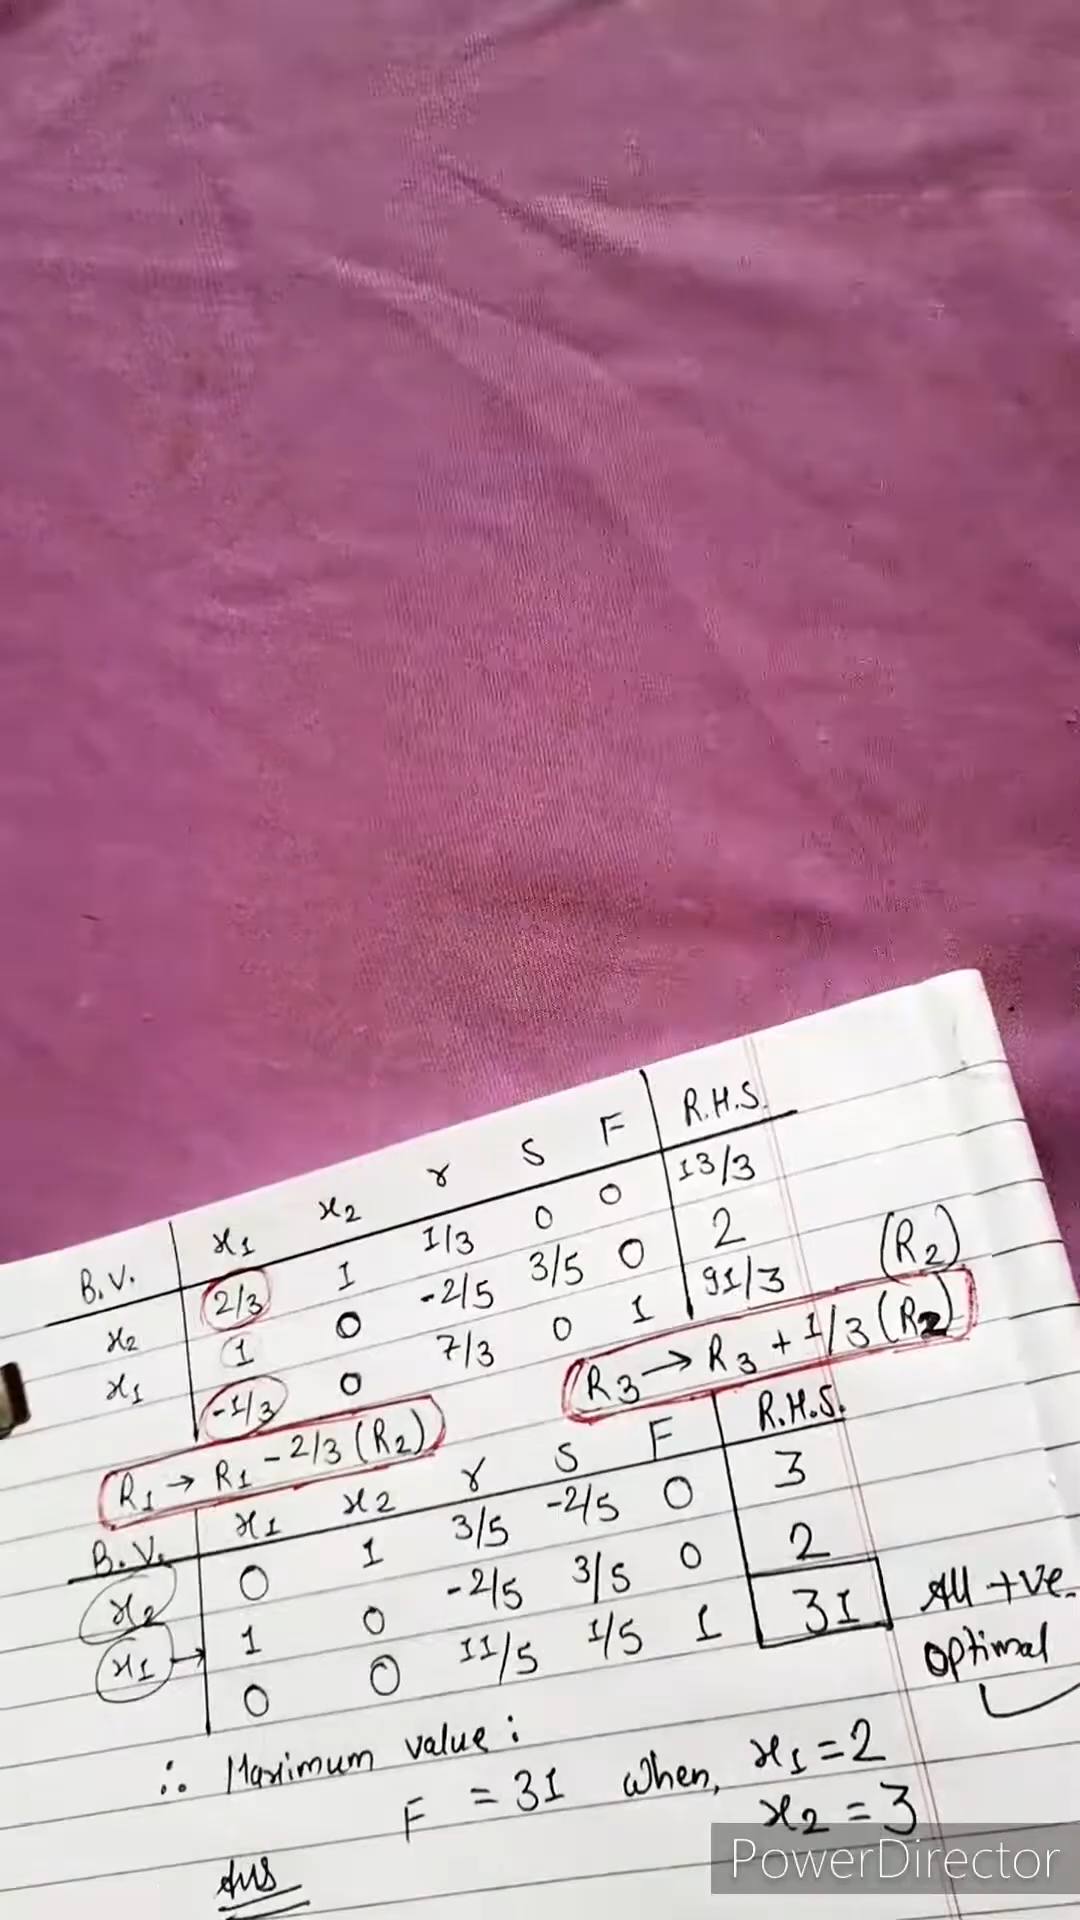 B.V. x1 x2 r S F R.H.S.
x2 2/3 1 1/3 0 0 13/3
x1 1 0 -2/5 3/5 0 2 (R2)
-1/3 0 7/3 0 1 91/3
R1 → R1 - 2/3 (R2) R3 → R3 + 1/3 (R2)
B.V. x1 x2 r S F R.H.S.
x2 0 1 3/5 -2/5 0 3
x1 → 1 0 -2/5 3/5 0 2
0 0 11/5 1/5 1 31
All +ve.
optimal
∴ Maximum value:
F = 31 when, x1 = 2
x2 = 3
Ans
PowerDirector